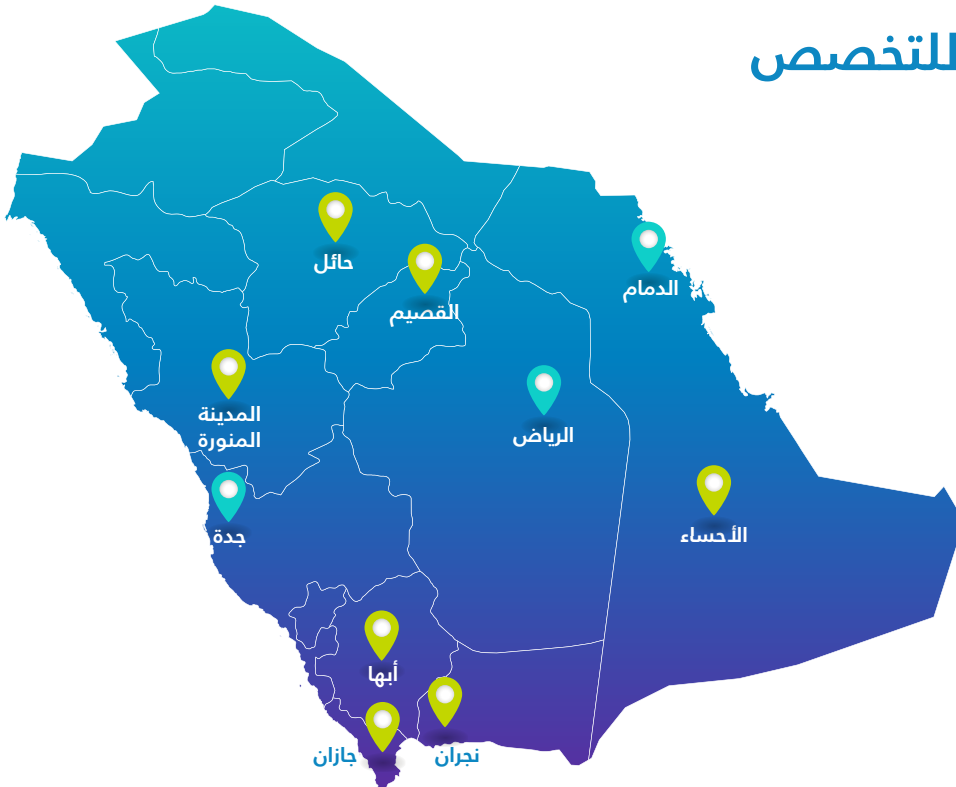 للتخصص
حائل
القصيم
الدمام
المدينة
المنورة
الرياض
جدة
الأحساء
أبها
نجران
جازان